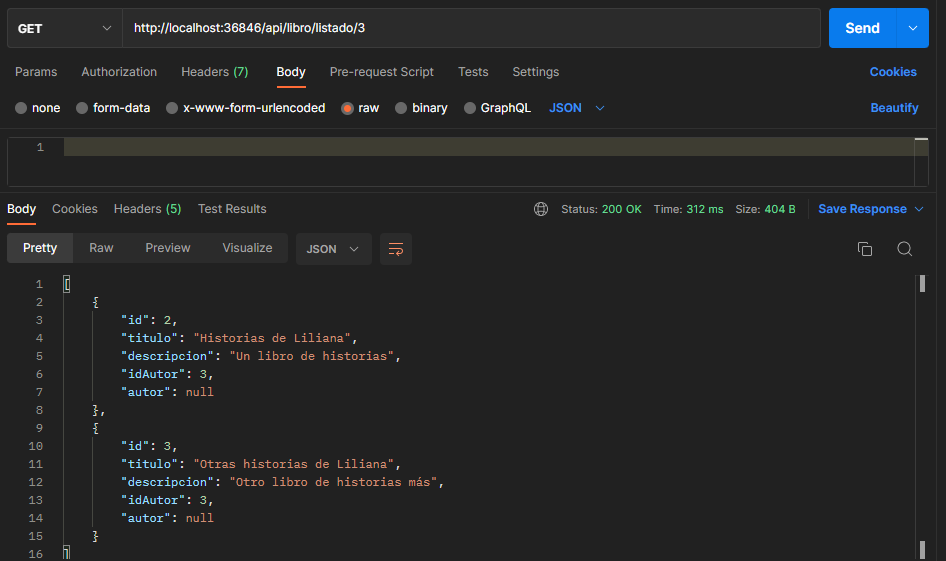 GET http://localhost:36846/api/libro/listado/3 Send
Params Authorization Headers (7) Body Pre-request Script Tests Settings Cookies
none form-data x-www-form-urlencoded raw binary GraphQL JSON Beautify
1
Body Cookies Headers (5) Test Results Status: 200 OK Time: 312 ms Size: 404 B Save Response
Pretty Raw Preview Visualize JSON
1 [
2 {
3 "id": 2,
4 "titulo": "Historias de Liliana",
5 "descripcion": "Un libro de historias",
6 "idAutor": 3,
7 "autor": null
8 },
9 {
10 "id": 3,
11 "titulo": "Otras historias de Liliana",
12 "descripcion": "Otro libro de historias más",
13 "idAutor": 3,
14 "autor": null
15 }
16 ]